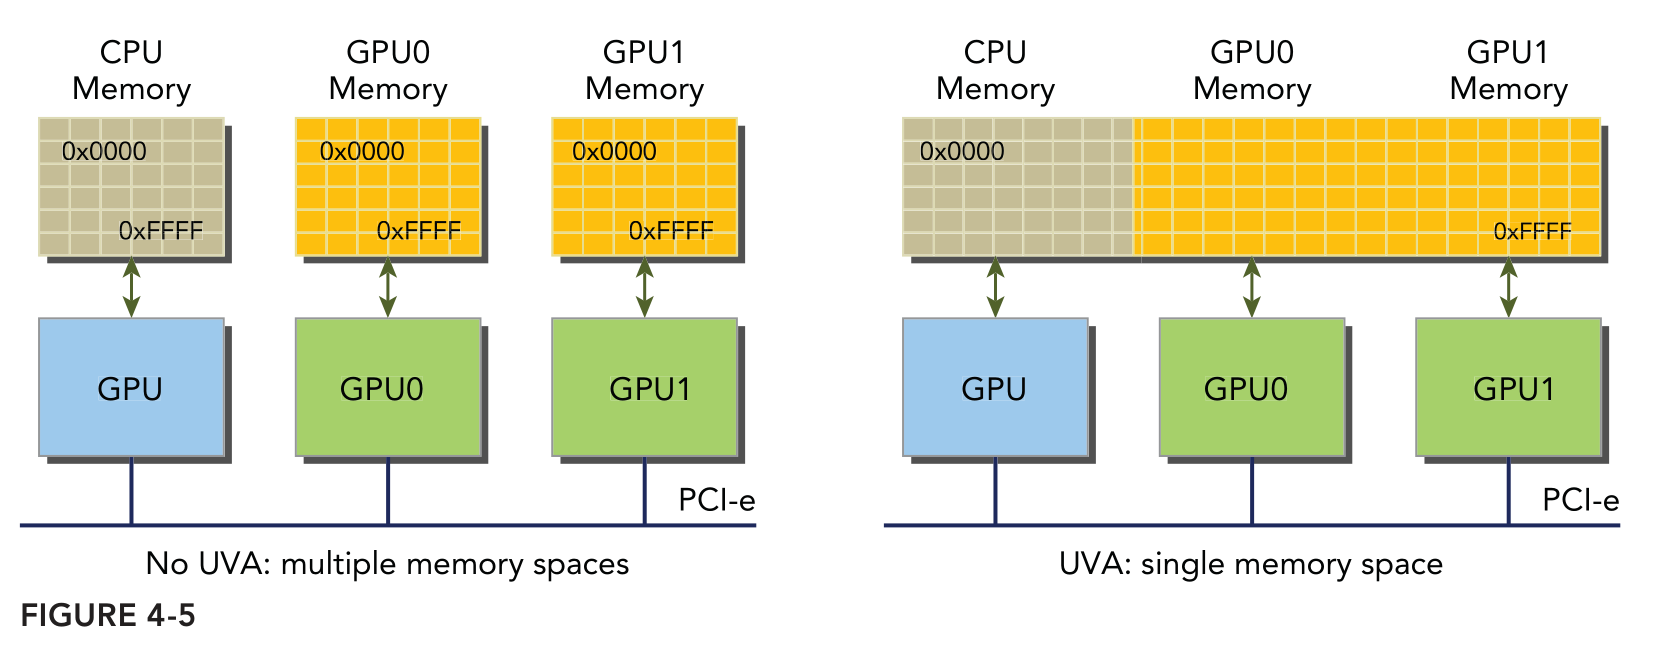 CPU
Memory
GPU0
Memory
GPU1
Memory
0x0000
0xFFFF
0x0000
0xFFFF
0x0000
0xFFFF
GPU
GPU0
GPU1
PCI-e
No UVA: multiple memory spaces
CPU
Memory
GPU0
Memory
GPU1
Memory
0x0000
0xFFFF
GPU
GPU0
GPU1
PCI-e
UVA: single memory space
FIGURE 4-5